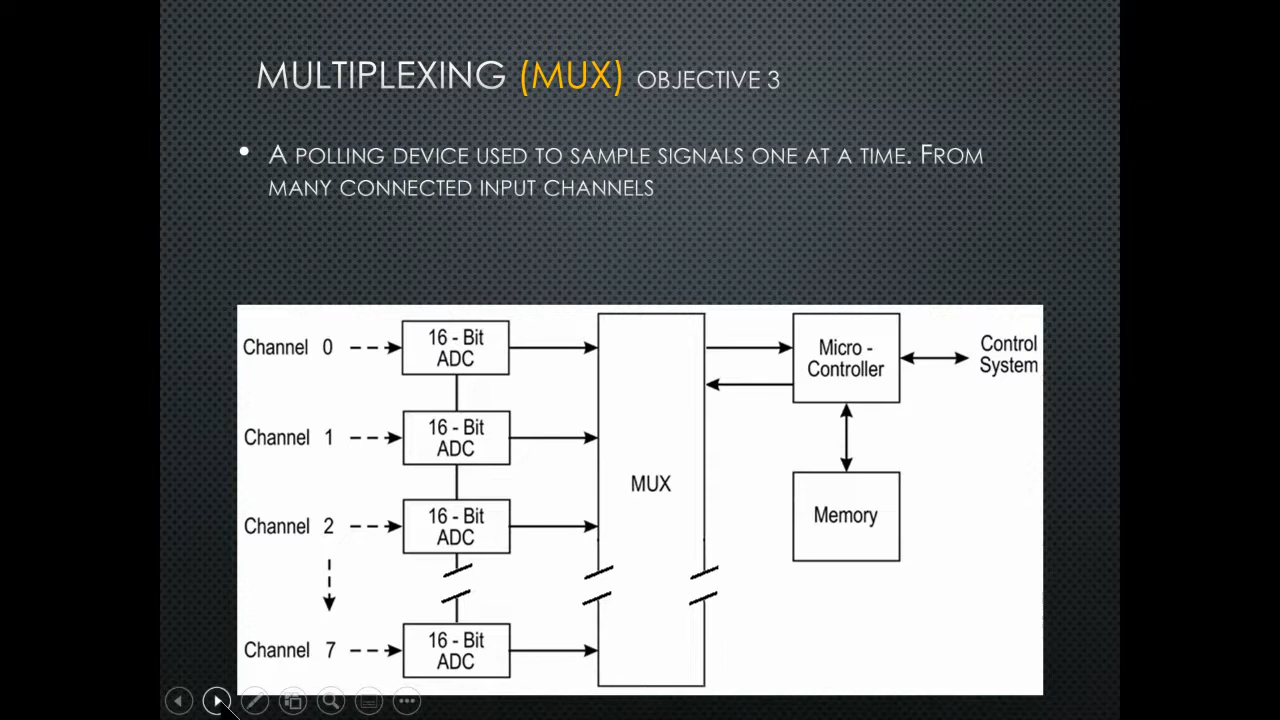 MULTIPLEXING (MUX) OBJECTIVE 3
• A POLLING DEVICE USED TO SAMPLE SIGNALS ONE AT A TIME. FROM
MANY CONNECTED INPUT CHANNELS
Channel 0
16 - Bit
ADC
Channel 1
16 - Bit
ADC
Channel 2
16 - Bit
ADC
Channel 7
16 - Bit
ADC
MUX
Micro -
Controller
Control
System
Memory